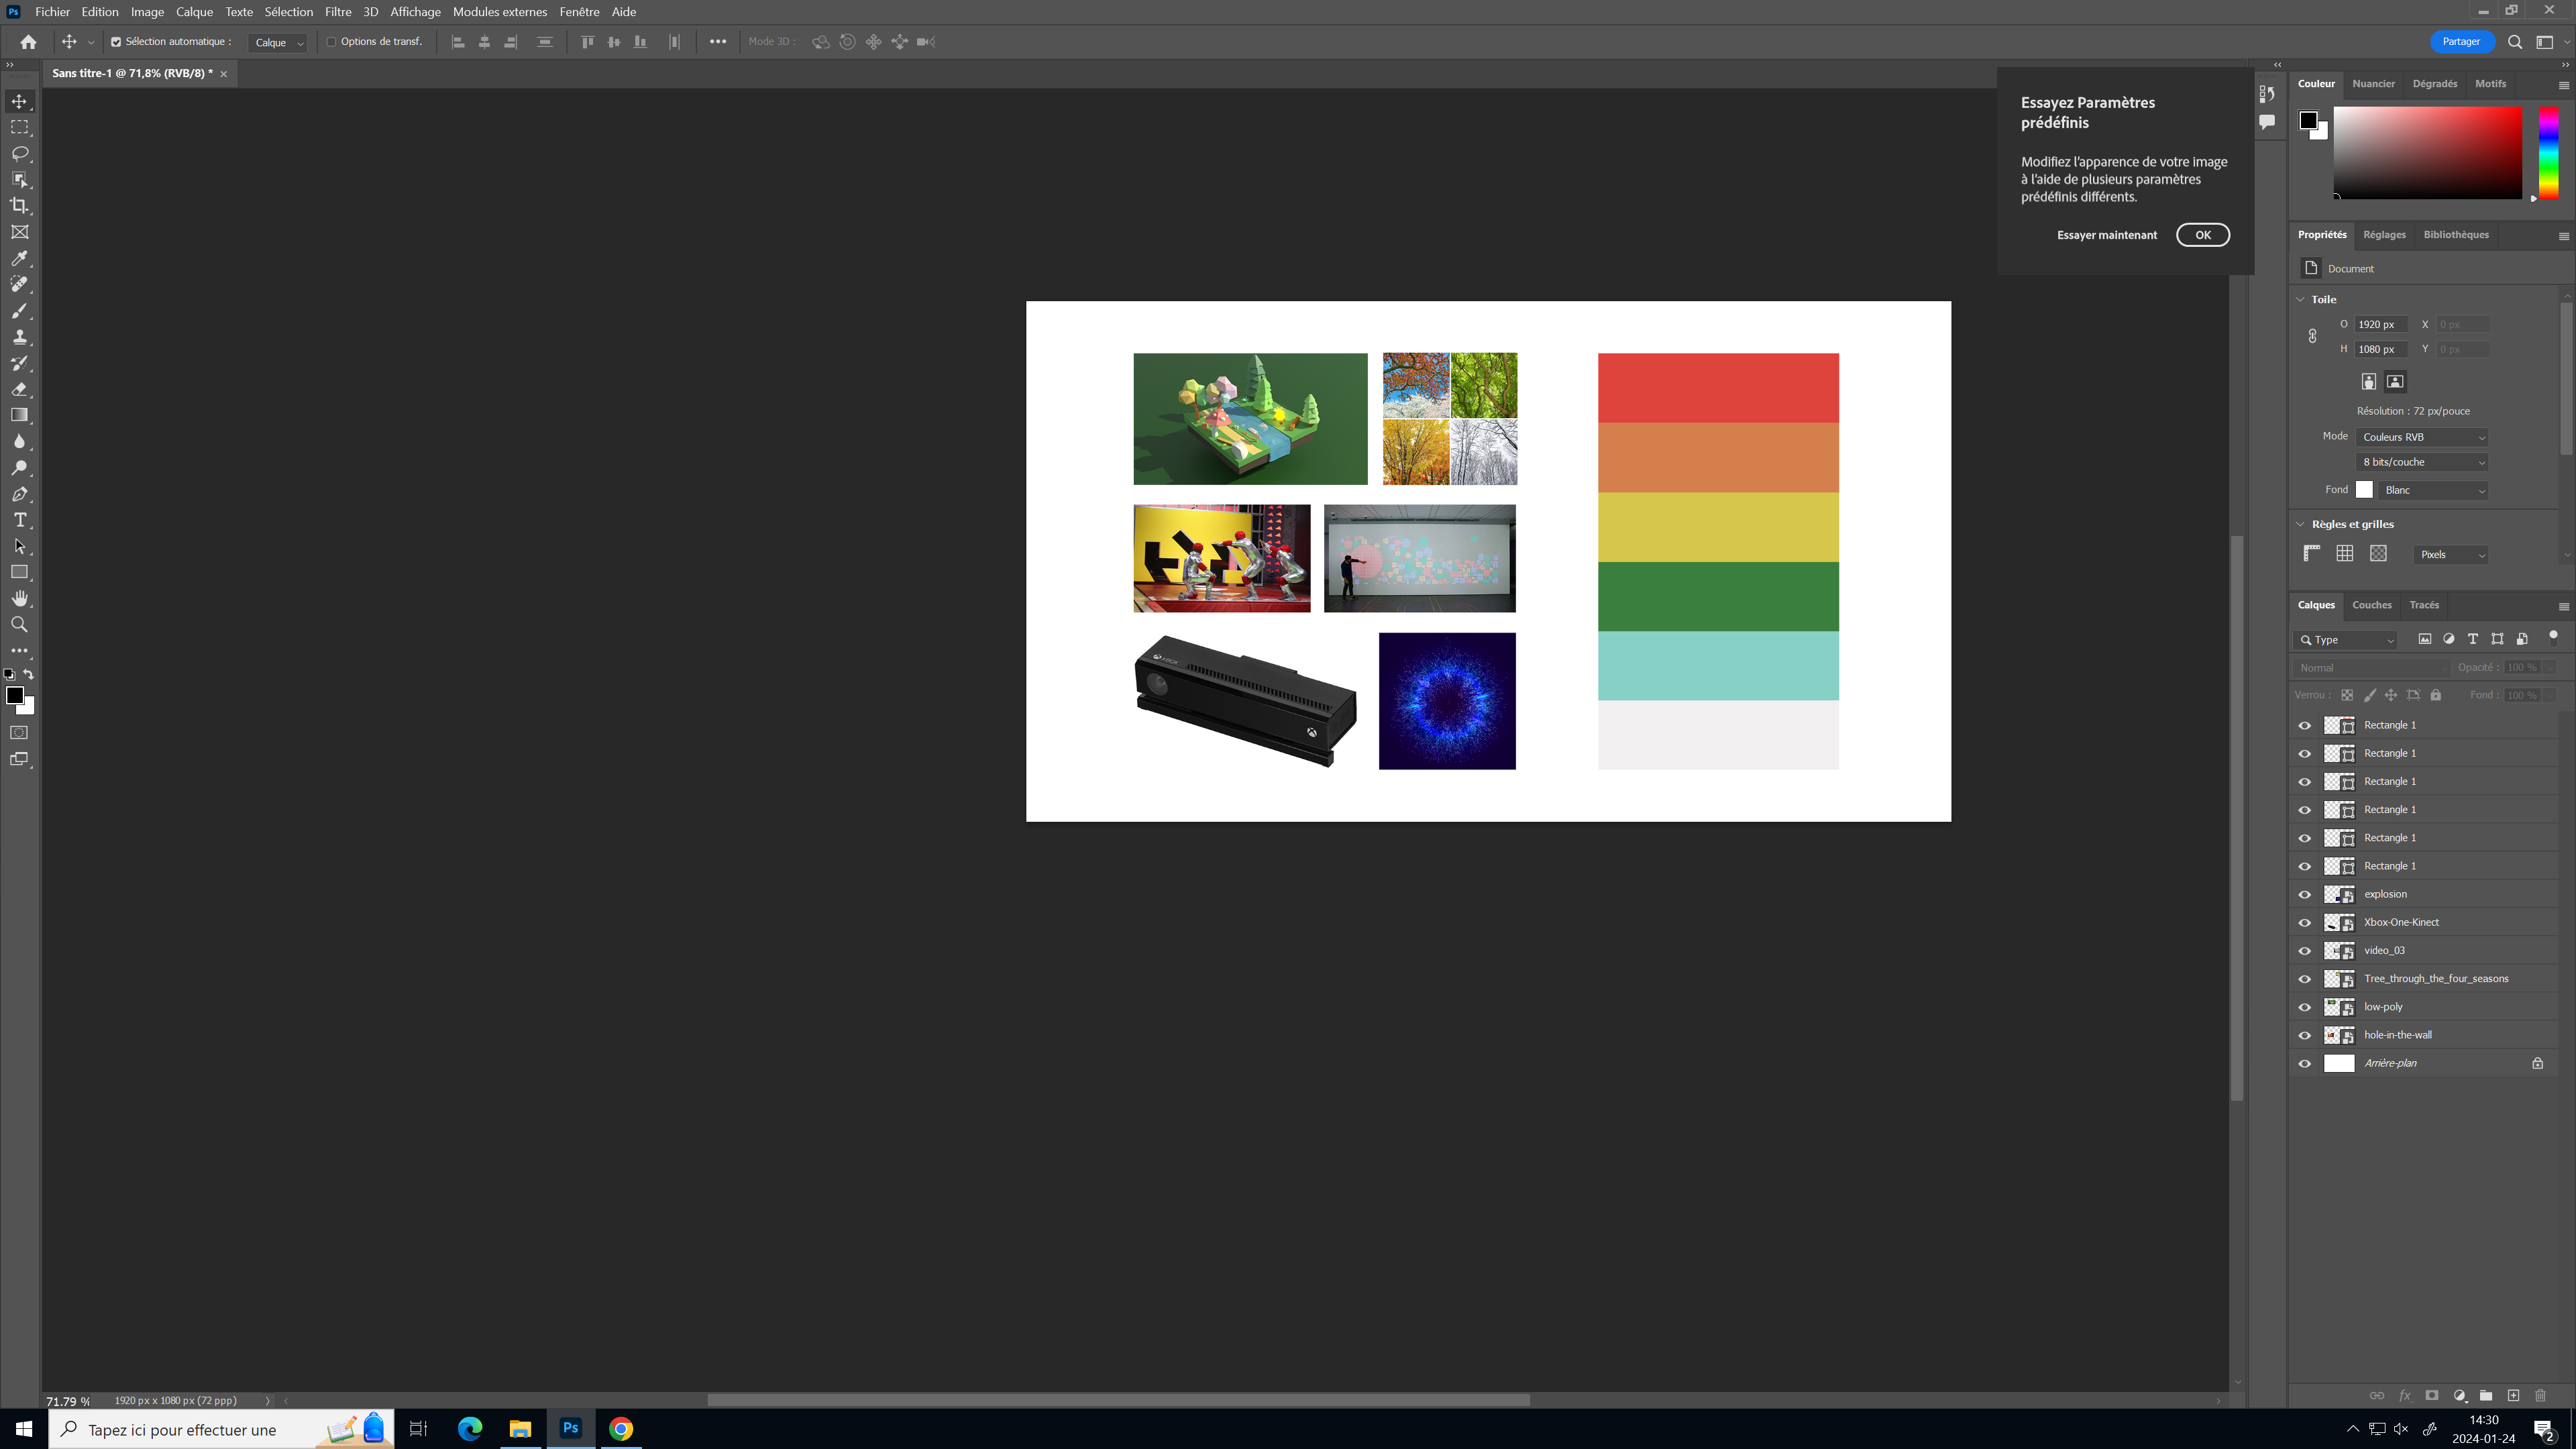 Ps Fichier Edition Image Calque Texte Sélection Filtre 3D Affichage Modules externes Fenêtre Aide
Sélection automatique : Calque Options de transf. Mode 3D : Partager
Sans titre-1 @ 71,8% (RVB/8) *
Essayez Paramètres
prédéfinis
Modifiez l'apparence de votre image
à l'aide de plusieurs paramètres
prédéfinis différents.
Essayer maintenant OK
Couleur Nuancier Dégradés Motifs
Propriétés Réglages Bibliothèques
Document
Toile
O 1920 px X 0 px
H 1080 px Y 0 px
Résolution : 72 px/pouce
Mode Couleurs RVB
8 bits/couche
Fond Blanc
Règles et grilles
Pixels
Calques Couches Tracés
Type
Normal Opacité : 100 %
Verrou : Fond : 100 %
Rectangle 1
Rectangle 1
Rectangle 1
Rectangle 1
Rectangle 1
Rectangle 1
explosion
Xbox-One-Kinect
video_03
Tree_through_the_four_seasons
low-poly
hole-in-the-wall
Arrière-plan
XBOX
71.79 % 1920 px x 1080 px (72 ppp)
Tapez ici pour effectuer une
Ps
14:30
2024-01-24
2